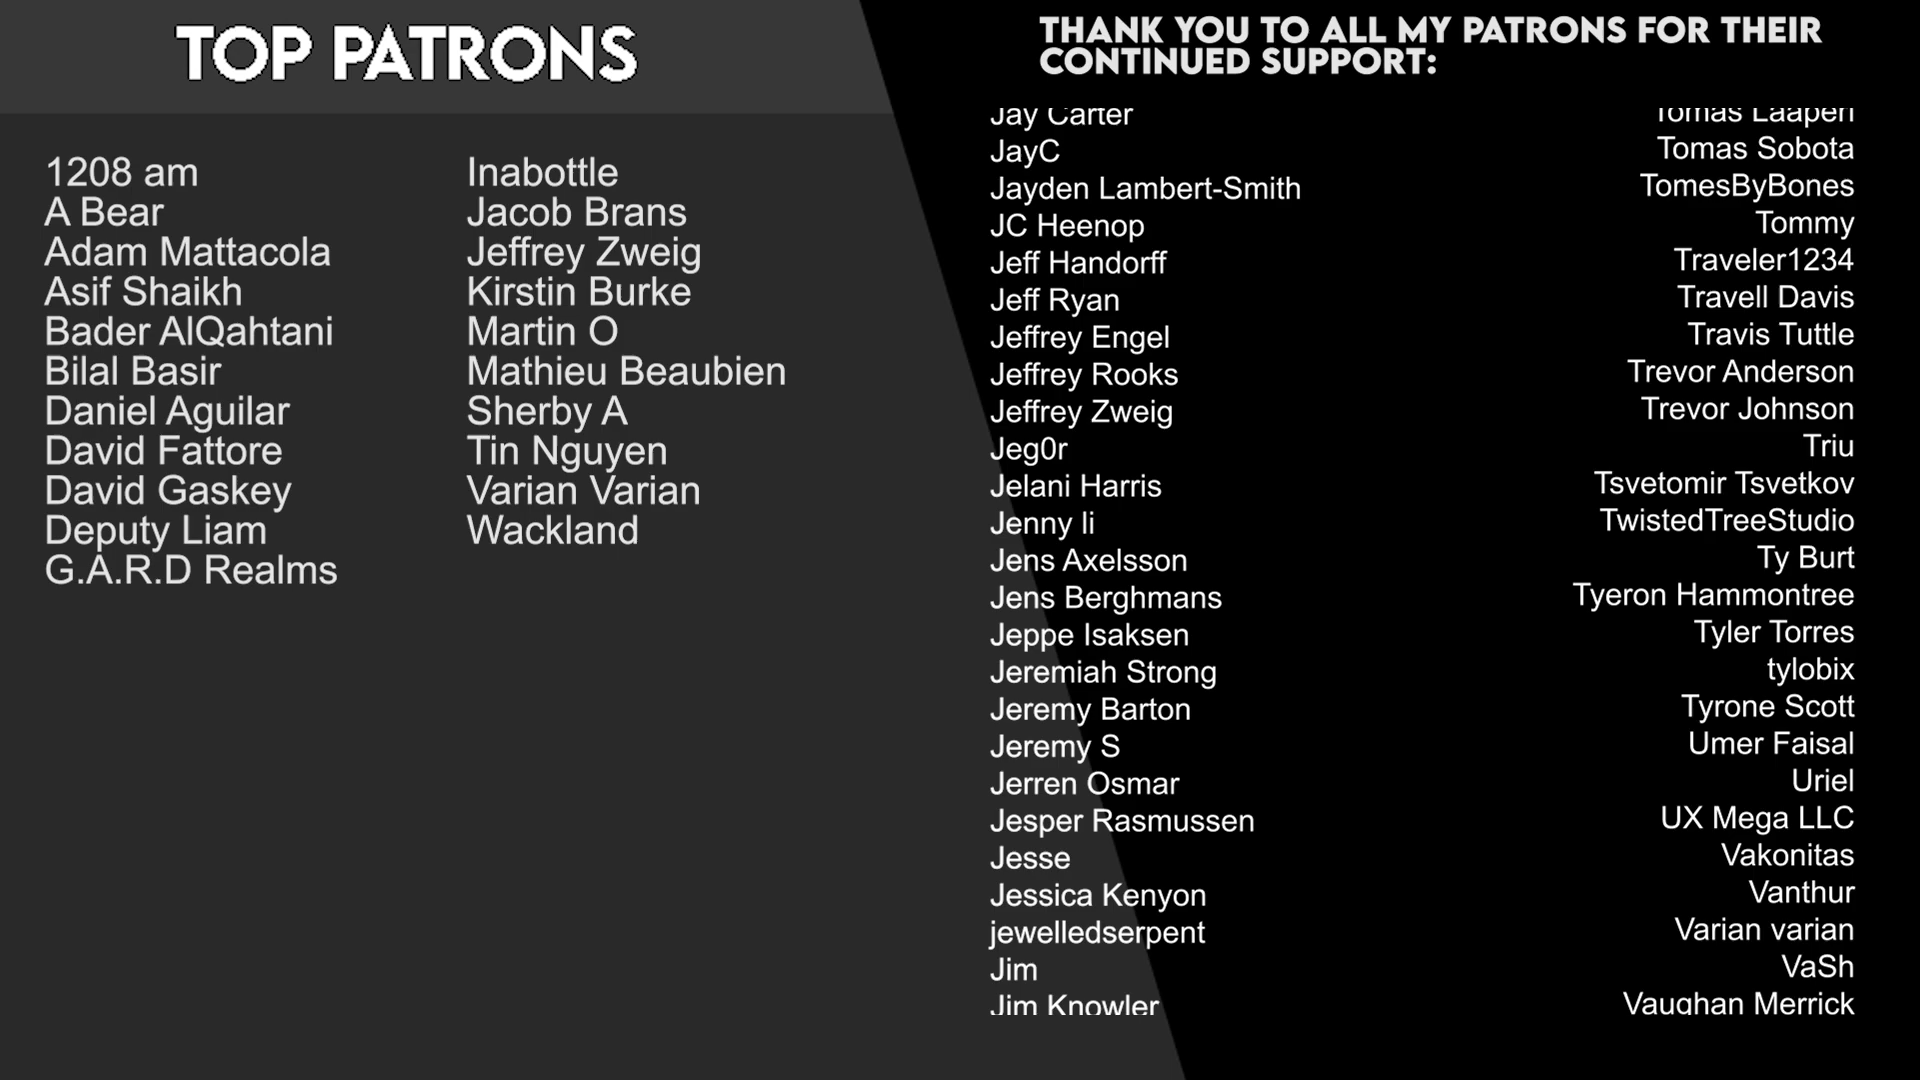 TOP PATRONS
1208 am
A Bear
Adam Mattacola
Asif Shaikh
Bader AlQahtani
Bilal Basir
Daniel Aguilar
David Fattore
David Gaskey
Deputy Liam
G.A.R.D Realms
Inabottle
Jacob Brans
Jeffrey Zweig
Kirstin Burke
Martin O
Mathieu Beaubien
Sherby A
Tin Nguyen
Varian Varian
Wackland
THANK YOU TO ALL MY PATRONS FOR THEIR
CONTINUED SUPPORT:
Jay Carter
JayC
Jayden Lambert-Smith
JC Heenop
Jeff Handorff
Jeff Ryan
Jeffrey Engel
Jeffrey Rooks
Jeffrey Zweig
Jeg0r
Jelani Harris
Jenny li
Jens Axelsson
Jens Berghmans
Jeppe Isaksen
Jeremiah Strong
Jeremy Barton
Jeremy S
Jerren Osmar
Jesper Rasmussen
Jesse
Jessica Kenyon
jewelledserpent
Jim
Jim Knowler
Tomas Laapen
Tomas Sobota
TomesByBones
Tommy
Traveler1234
Travell Davis
Travis Tuttle
Trevor Anderson
Trevor Johnson
Triu
Tsvetomir Tsvetkov
TwistedTreeStudio
Ty Burt
Tyeron Hammontree
Tyler Torres
tylobix
Tyrone Scott
Umer Faisal
Uriel
UX Mega LLC
Vakonitas
Vanthur
Varian varian
VaSh
Vaughan Merrick